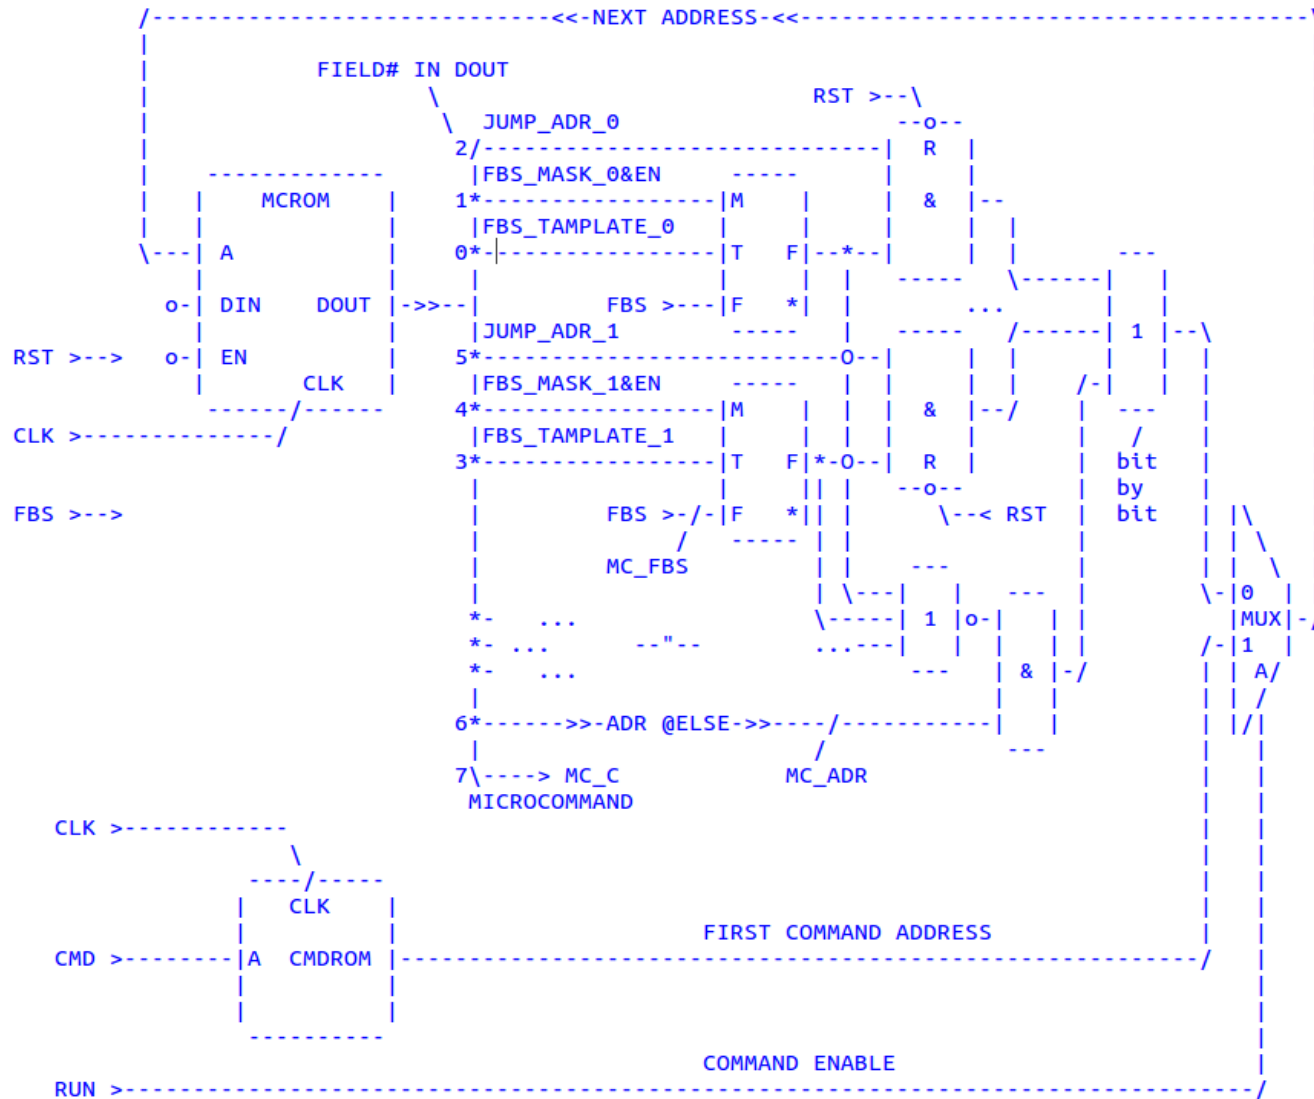 /-----------------------------<<-NEXT ADDRESS-<<-------------------------------------\
FIELD# IN DOUT
RST >--\
\ JUMP_ADR_0 --o--
2/-----------------------------| R |
------------- |FBS_MASK_0&EN ----- | |
| | MCROM | 1*-----------------|M | | & |--
| | | |FBS_TAMPLATE_0 | | | | |
\---| A | 0*------------------|T F|--*--| | | ---
| | | | | | ----- \------| |
o-| DIN DOUT |->>--| FBS >---|F *| | ... | |
| | |JUMP_ADR_1 ----- | ----- /------| 1 |--\
RST >--> o-| EN | 5*--------------------------O--| | | | | |
| CLK | |FBS_MASK_1&EN ----- | | | | /-| | |
------/------ 4*-----------------|M | | | & |--/ | --- |
CLK >--------------/ |FBS_TAMPLATE_1 | | | | | | / |
3*-----------------|T F|*-O--| R | | bit |
| | || | --o-- | by |
FBS >--> | FBS >-/-|F *|| | \--< RST | bit | |\
| / ----- | | | | | \
| MC_FBS | | --- | | | \
| | \---| | --- | \-|0 |
*- ... \-----| 1 |o-| | | |MUX|-/
*- ... --"-- ...---| | | | | /-|1 |
*- ... --- | & |-/ | | A/
| | | | | /
6*------>>-ADR @ELSE->>----/-----------| | | |/|
| / --- | |
7\----> MC_C MC_ADR | |
MICROCOMMAND | |
CLK >------------ | |
\ | |
----/----- | |
| CLK | | |
| | FIRST COMMAND ADDRESS | |
CMD >--------|A CMDROM |----------------------------------------------------------/ |
| | |
| | |
---------- |
COMMAND ENABLE |
RUN >----------------------------------------------------------------------------------/